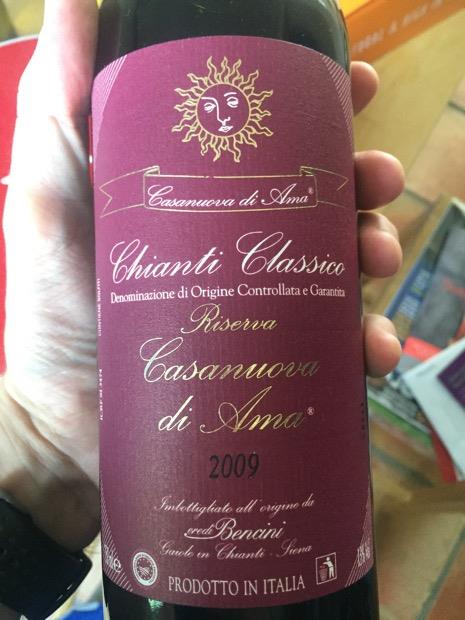 Casanuova di Ama®
Chianti Classico
Denominazione di Origine Controllata e Garantita
Riserva
Casanuova
di Ama®
2009
Imbottigliato all'origine da
eredi Bencini
Gaiole in Chianti - Siena
PRODOTTO IN ITALIA